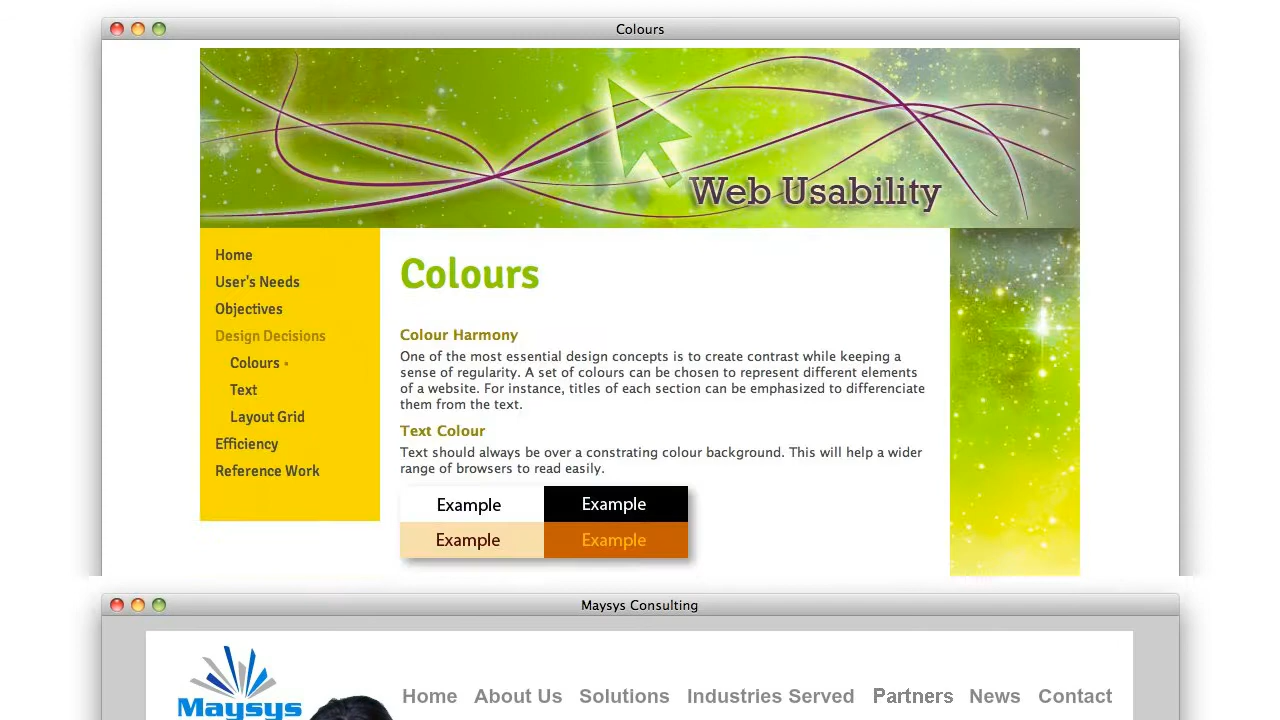 Colours
Web Usability
Home
User's Needs
Objectives
Design Decisions
Colours
Text
Layout Grid
Efficiency
Reference Work
Colours
Colour Harmony
One of the most essential design concepts is to create contrast while keeping a
sense of regularity. A set of colours can be chosen to represent different elements
of a website. For instance, titles of each section can be emphasized to differenciate
them from the text.
Text Colour
Text should always be over a constrating colour background. This will help a wider
range of browsers to read easily.
Example Example
Example Example
Maysys Consulting
Maysys
Home About Us Solutions Industries Served Partners News Contact